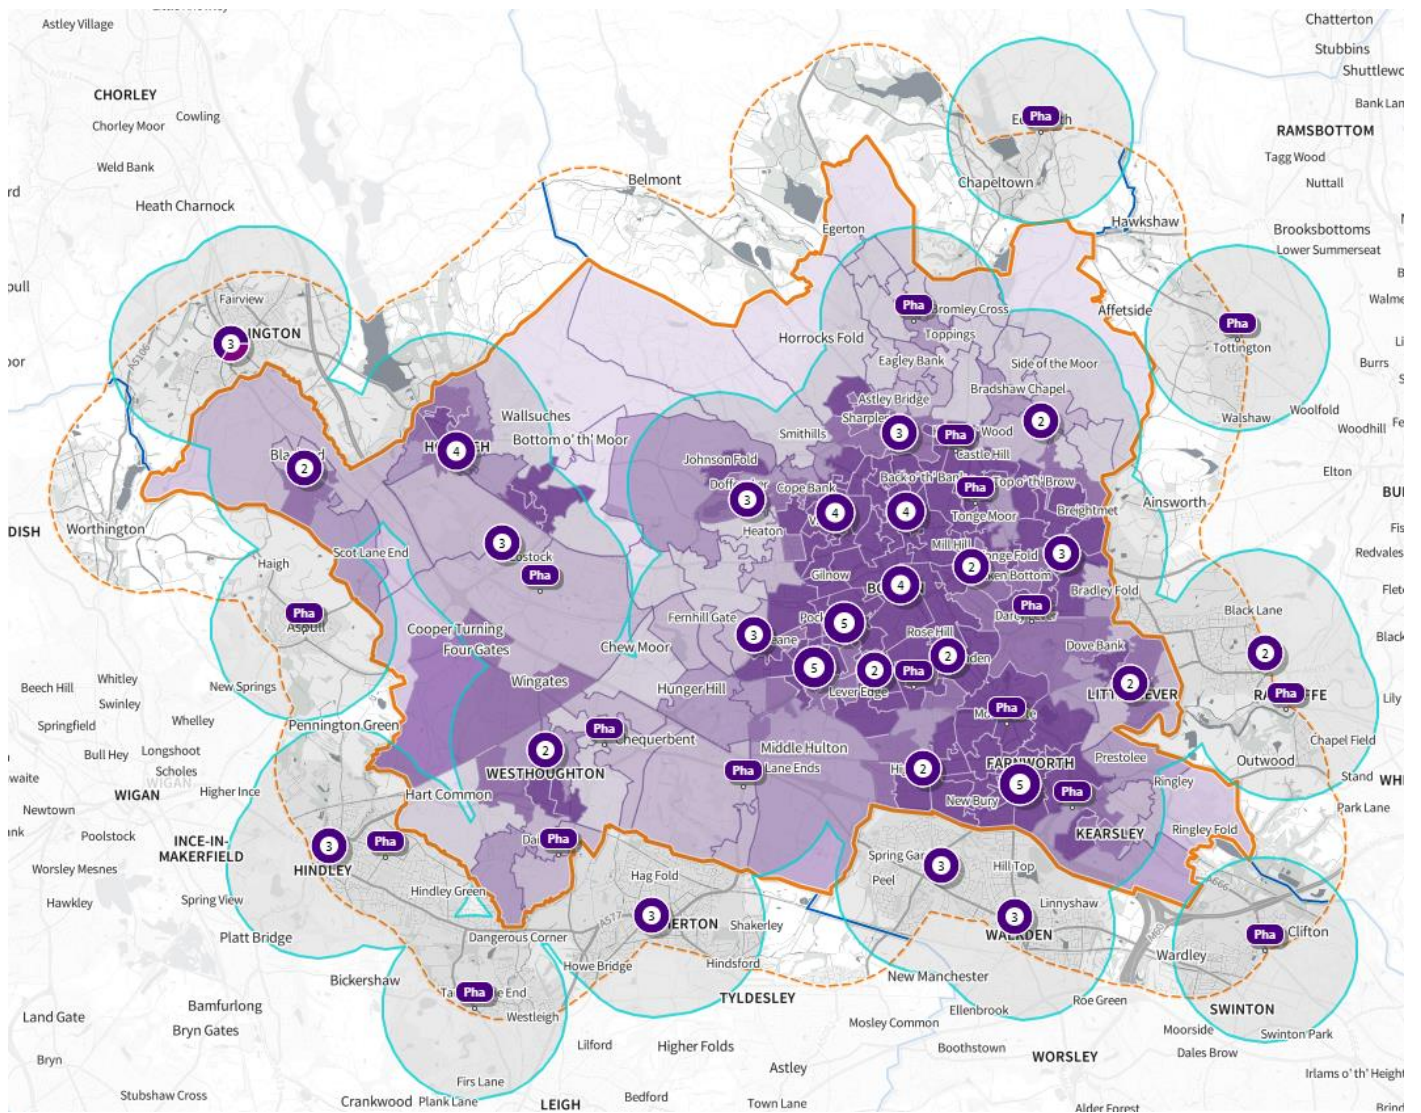 Astley Village
Chatterton
Stubbins
CHORLEY
Cowling
Chorley Moor
Pha
RAMSBOTTOM
Tagg Wood
Weld Bank
Belmont
Chapeltown
Nuttall
Heath Charnock
Hawkshaw
Egerton
Brooksbottoms
Lower Summerseat
Fairview
Pha
Bromley Cross
Affetside
Pha
3
Horrocks Fold
Toppings
Tottington
Side of the Moor
Eagley Bank
Burrs
A5106
Bradshaw Chapel
Astley Bridge
Wallsuches
2
Walshaw
Woolfold
Smithills
3
Pha
Wood
Woodhill
4
Bottom o' th' Moor
Castle Hill
2
Johnson Fold
Elton
Cope Bank
Pha
Top o' th' Brow
3
4
4
Ainsworth
Tonge Moor
Breightmet
Worthington
Heaton
Mill Hill
3
Scot Lane End
3
Redvales
Haigh
2
Pha
Gilnow
4
Bradley Fold
Pha
Pha
Black Lane
Aspull
Fernhill Gate
5
Cooper Turning
3
Rose Hill
Four Gates
Chew Moor
2
Dove Bank
2
Whitley
5
2
Pha
Beech Hill
Wingates
Hunger Hill
New Springs
Lever Edge
2
Pha
Swinley
Springfield
Whelley
Pennington Green
Pha
Pha
Chequerbent
Middle Hulton
Chapel Field
Bull Hey
Longshoot
2
Prestolee
Scholes
WESTHOUGHTON
Pha
Lane Ends
2
FARNWORTH
Outwood
Stand
WIGAN
WIGAN
Higher Ince
Hart Common
5
Pha
Ringley
Newtown
New Bury
Park Lane
Poolstock
INCE-IN-
MAKERFIELD
3
Pha
Pha
KEARSLEY
Ringley Fold
Worsley Mesnes
HINDLEY
Spring View
Hindley Green
Hag Fold
3
Peel
Hill Top
Hawkley
A577
3
Shakerley
Linnyshaw
3
Platt Bridge
Dangerous Corner
M60
Pha
Clifton
Howe Bridge
Hindsford
Wardley
Bickershaw
New Manchester
Pha
TYLDESLEY
Roe Green
Bamfurlong
Westleigh
Ellenbrook
SWINTON
Land Gate
Bryn Gates
Mosley Common
Moorside
Swinton Park
Lilford
Higher Folds
Boothstown
WORSLEY
Dales Brow
Bryn
Astley
Firs Lane
Stubshaw Cross
Crankwood
Plank Lane
LEIGH
Bedford
Town Lane
Alder Forest